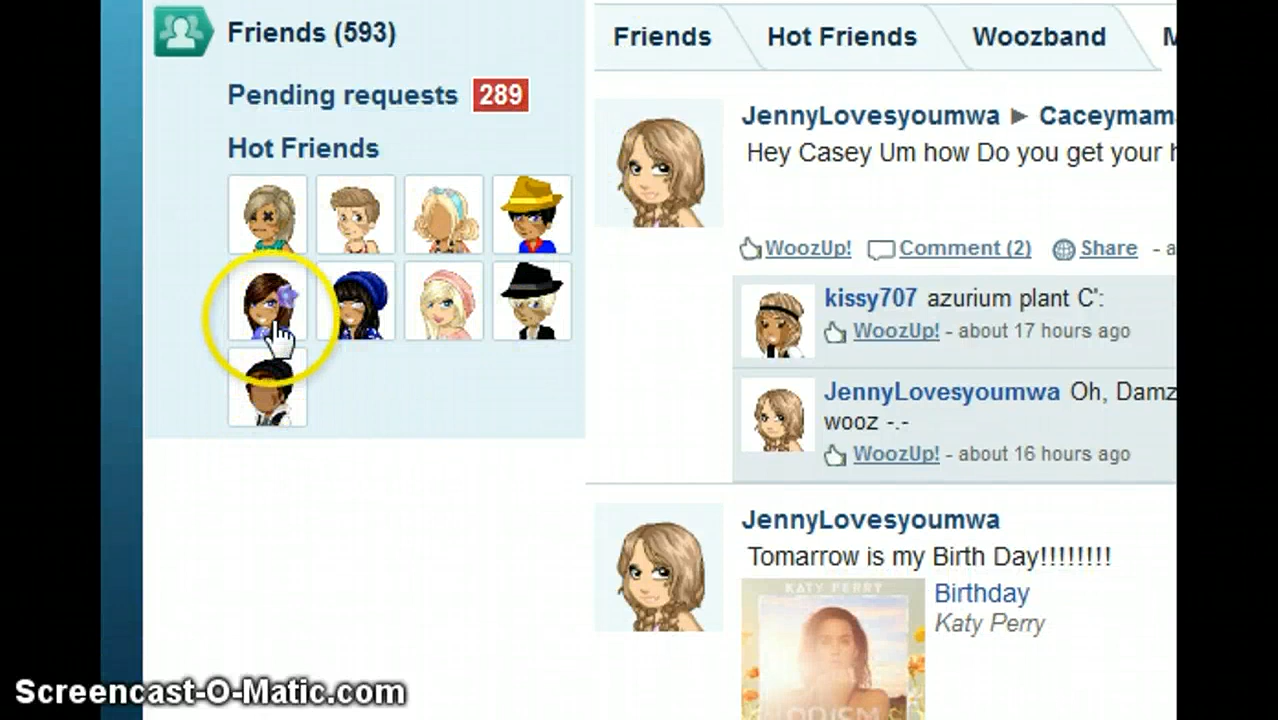 Friends (593)
Pending requests 289
Hot Friends
Friends Hot Friends Woozband
JennyLovesyoumwa ▶ Caceymam
Hey Casey Um how Do you get your
WoozUp! Comment (2) Share - a
kissy707 azurium plant C':
WoozUp! - about 17 hours ago
JennyLovesyoumwa Oh, Damz
wooz -.-
WoozUp! - about 16 hours ago
JennyLovesyoumwa
Tomarrow is my Birth Day!!!!!!!!
KATY PERRY
Birthday
Katy Perry
Screencast-O-Matic.com